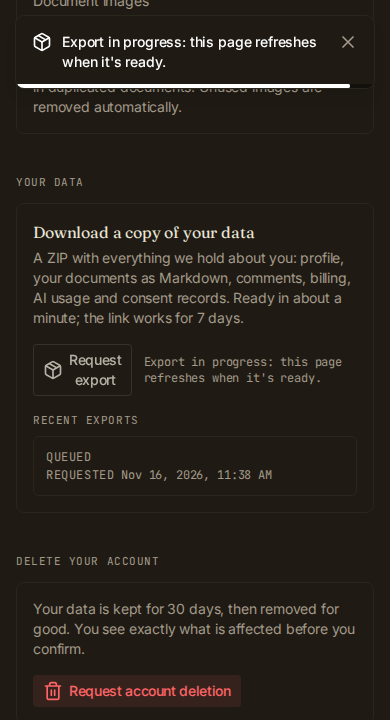 Document images
Export in progress: this page refreshes
when it's ready.
in duplicated documents. Unused images are
removed automatically.
YOUR DATA
Download a copy of your data
A ZIP with everything we hold about you: profile,
your documents as Markdown, comments, billing,
AI usage and consent records. Ready in about a
minute; the link works for 7 days.
Request
export
Export in progress: this page
refreshes when it's ready.
RECENT EXPORTS
QUEUED
REQUESTED Nov 16, 2026, 11:38 AM
DELETE YOUR ACCOUNT
Your data is kept for 30 days, then removed for
good. You see exactly what is affected before you
confirm.
Request account deletion